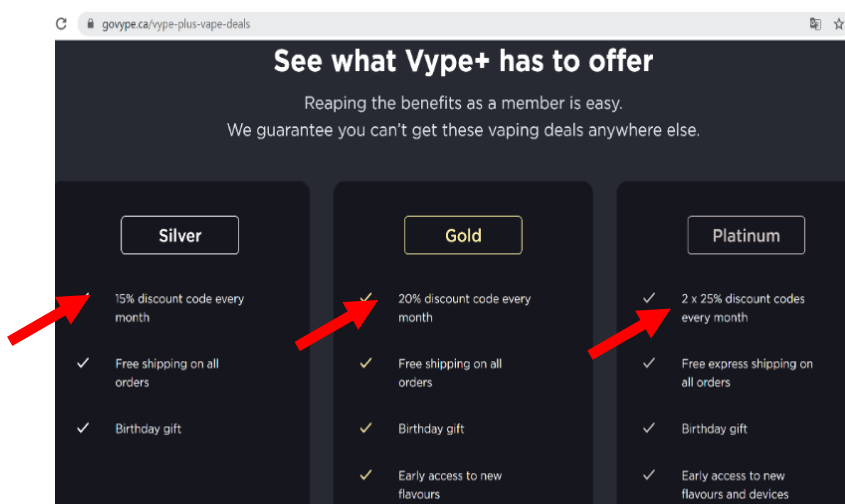 govype.ca/vype-plus-vape-deals
See what Vype+ has to offer
Reaping the benefits as a member is easy.
We guarantee you can't get these vaping deals anywhere else.
Silver
15% discount code every
month
Free shipping on all
orders
Birthday gift
Gold
20% discount code every
month
Free shipping on all
orders
Birthday gift
Early access to new
flavours
Platinum
2 x 25% discount codes
every month
Free express shipping on
all orders
Birthday gift
Early access to new
flavours and devices